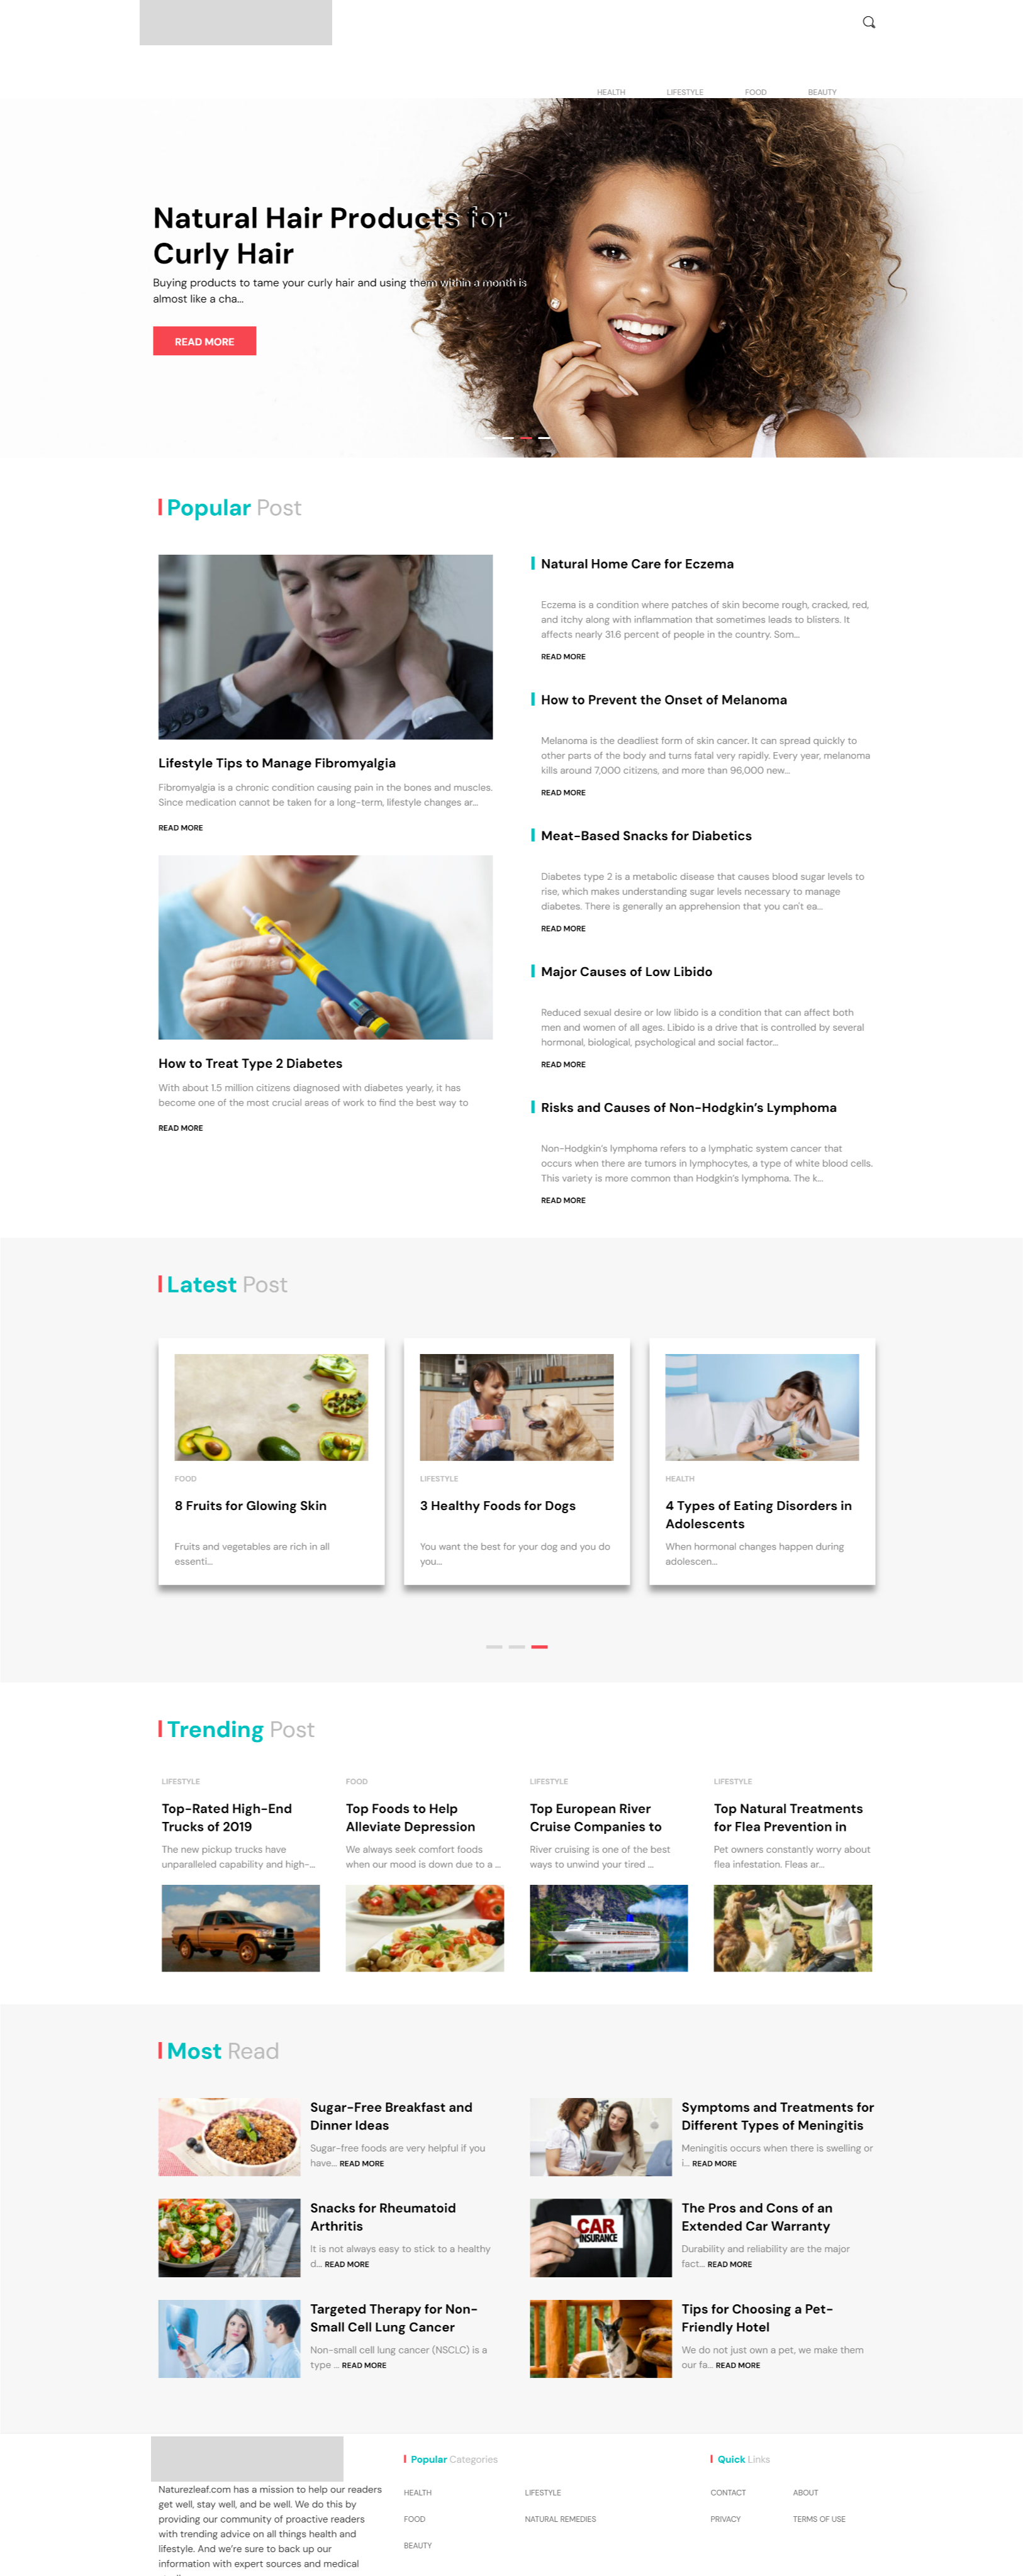 HEALTH LIFESTYLE FOOD BEAUTY
Natural Hair Products for
Curly Hair
Buying products to tame your curly hair and using them within a month is
almost like a cha...
READ MORE
Popular Post
Lifestyle Tips to Manage Fibromyalgia
Fibromyalgia is a chronic condition causing pain in the bones and muscles.
Since medication cannot be taken for a long-term, lifestyle changes ar...
READ MORE
How to Treat Type 2 Diabetes
With about 1.5 million citizens diagnosed with diabetes yearly, it has
become one of the most crucial areas of work to find the best way to
READ MORE
Natural Home Care for Eczema
Eczema is a condition where patches of skin become rough, cracked, red,
and itchy along with inflammation that sometimes leads to blisters. It
affects nearly 31.6 percent of people in the country. Som...
READ MORE
How to Prevent the Onset of Melanoma
Melanoma is the deadliest form of skin cancer. It can spread quickly to
other parts of the body and turns fatal very rapidly. Every year, melanoma
kills around 7,000 citizens, and more than 96,000 new...
READ MORE
Meat-Based Snacks for Diabetics
Diabetes type 2 is a metabolic disease that causes blood sugar levels to
rise, which makes understanding sugar levels necessary to manage
diabetes. There is generally an apprehension that you can't ea...
READ MORE
Major Causes of Low Libido
Reduced sexual desire or low libido is a condition that can affect both
men and women of all ages. Libido is a drive that is controlled by several
hormonal, biological, psychological and social factor...
READ MORE
Risks and Causes of Non-Hodgkin's Lymphoma
Non-Hodgkin's lymphoma refers to a lymphatic system cancer that
occurs when there are tumors in lymphocytes, a type of white blood cells.
This variety is more common than Hodgkin's lymphoma. The k...
READ MORE
Latest Post
FOOD
8 Fruits for Glowing Skin
Fruits and vegetables are rich in all
essenti...
LIFESTYLE
3 Healthy Foods for Dogs
You want the best for your dog and you do
you...
HEALTH
4 Types of Eating Disorders in
Adolescents
When hormonal changes happen during
adolescen...
Trending Post
LIFESTYLE
Top-Rated High-End
Trucks of 2019
The new pickup trucks have
unparalleled capability and high-...
FOOD
Top Foods to Help
Alleviate Depression
We always seek comfort foods
when our mood is down due to a ...
LIFESTYLE
Top European River
Cruise Companies to
River cruising is one of the best
ways to unwind your tired ...
LIFESTYLE
Top Natural Treatments
for Flea Prevention in
Pet owners constantly worry about
flea infestation. Fleas ar...
Most Read
Sugar-Free Breakfast and
Dinner Ideas
Sugar-free foods are very helpful if you
have... READ MORE
Symptoms and Treatments for
Different Types of Meningitis
Meningitis occurs when there is swelling or
i... READ MORE
Snacks for Rheumatoid
Arthritis
It is not always easy to stick to a healthy
d... READ MORE
CAR
INSURANCE
The Pros and Cons of an
Extended Car Warranty
Durability and reliability are the major
fact... READ MORE
Targeted Therapy for Non-
Small Cell Lung Cancer
Non-small cell lung cancer (NSCLC) is a
type ... READ MORE
Tips for Choosing a Pet-
Friendly Hotel
We do not just own a pet, we make them
our fa... READ MORE
Naturezleaf.com has a mission to help our readers
get well, stay well, and be well. We do this by
providing our community of proactive readers
with trending advice on all things health and
lifestyle. And we're sure to back up our
information with expert sources and medical
Popular Categories
HEALTH LIFESTYLE
FOOD NATURAL REMEDIES
BEAUTY
Quick Links
CONTACT ABOUT
PRIVACY TERMS OF USE